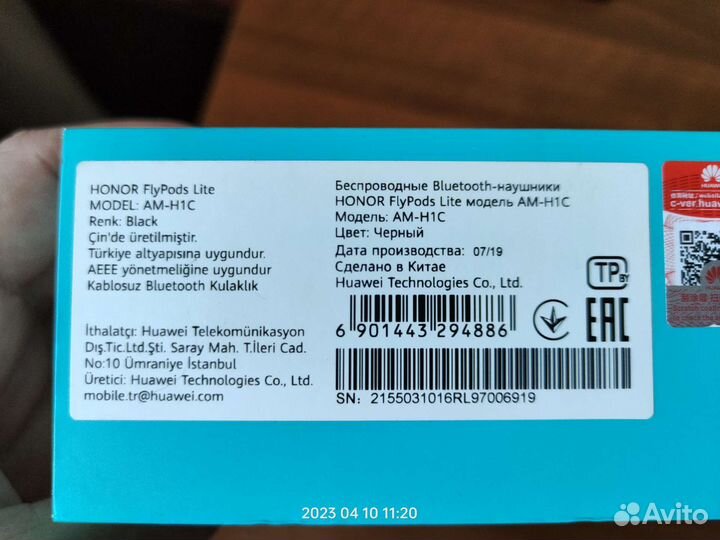 HONOR FlyPods Lite
MODEL: AM-H1C
Renk: Black
Çin'de üretilmiştir.
Türkiye altyapısına uygundur.
AEEE yönetmeliğine uygundur
Kablosuz Bluetooth Kulaklık
İthalatçı: Huawei Telekomünikasyon
Dış.Tic.Ltd.Şti. Saray Mah. T.İleri Cad.
No:10 Ümraniye İstanbul
Üretici: Huawei Technologies Co., Ltd.
mobile.tr@huawei.com
Беспроводные Bluetooth-наушники
HONOR FlyPods Lite модель AM-H1C
Модель: AM-H1C
Цвет: Черный
Дата производства: 07/19
Сделано в Китае
Huawei Technologies Co., Ltd.
TP BY
6 901443 294886
EAC
SN: 2155031016RL97006919
HUAWEI
c-ver.huaw
2023 04 10 11:20
Avito